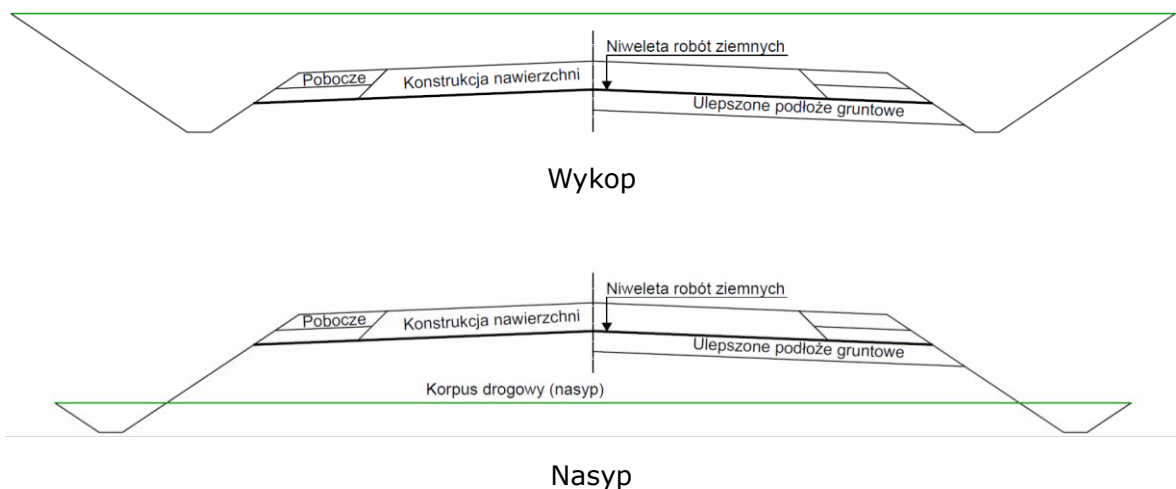 Niweleta robót ziemnych
Pobocze
Konstrukcja nawierzchni
Ulepszone podłoże gruntowe
Wykop
Niweleta robót ziemnych
Pobocze
Konstrukcja nawierzchni
Ulepszone podłoże gruntowe
Korpus drogowy (nasyp)
Nasyp